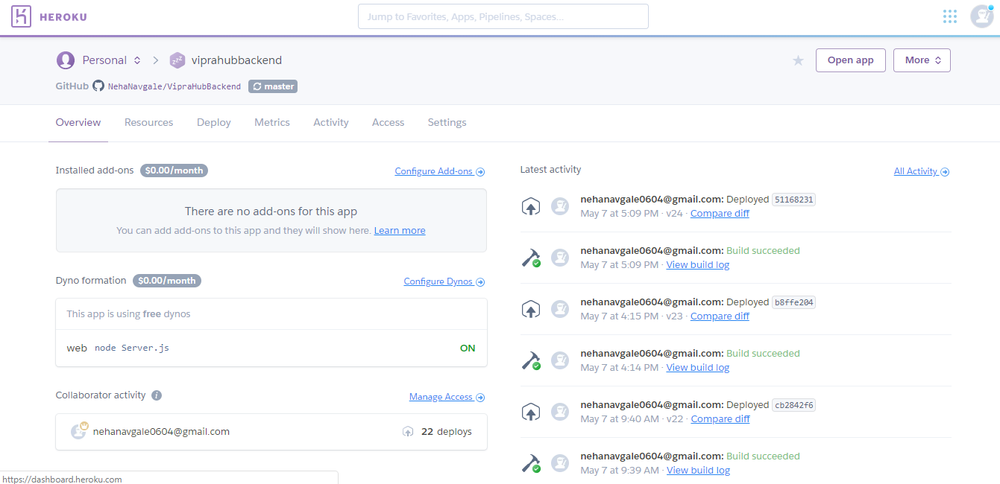 HEROKU
Jump to Favorites, Apps, Pipelines, Spaces...
Personal
viprahubbackend
Open app
More
GitHub NehaNavgale/VipraHubBackend master
Overview Resources Deploy Metrics Activity Access Settings
Installed add-ons $0.00/month
Configure Add-ons
There are no add-ons for this app
You can add add-ons to this app and they will show here. Learn more
Dyno formation $0.00/month
Configure Dynos
This app is using free dynos
web node Server.js ON
Collaborator activity i
Manage Access
nehanavgale0604@gmail.com 22 deploys
Latest activity
All Activity
nehanavgale0604@gmail.com: Deployed 51168231
May 7 at 5:09 PM · v24 · Compare diff
nehanavgale0604@gmail.com: Build succeeded
May 7 at 5:09 PM · View build log
nehanavgale0604@gmail.com: Deployed b8ffe204
May 7 at 4:15 PM · v23 · Compare diff
nehanavgale0604@gmail.com: Build succeeded
May 7 at 4:14 PM · View build log
nehanavgale0604@gmail.com: Deployed cb2842f6
May 7 at 9:40 AM · v22 · Compare diff
nehanavgale0604@gmail.com: Build succeeded
May 7 at 9:39 AM · View build log
https://dashboard.heroku.com